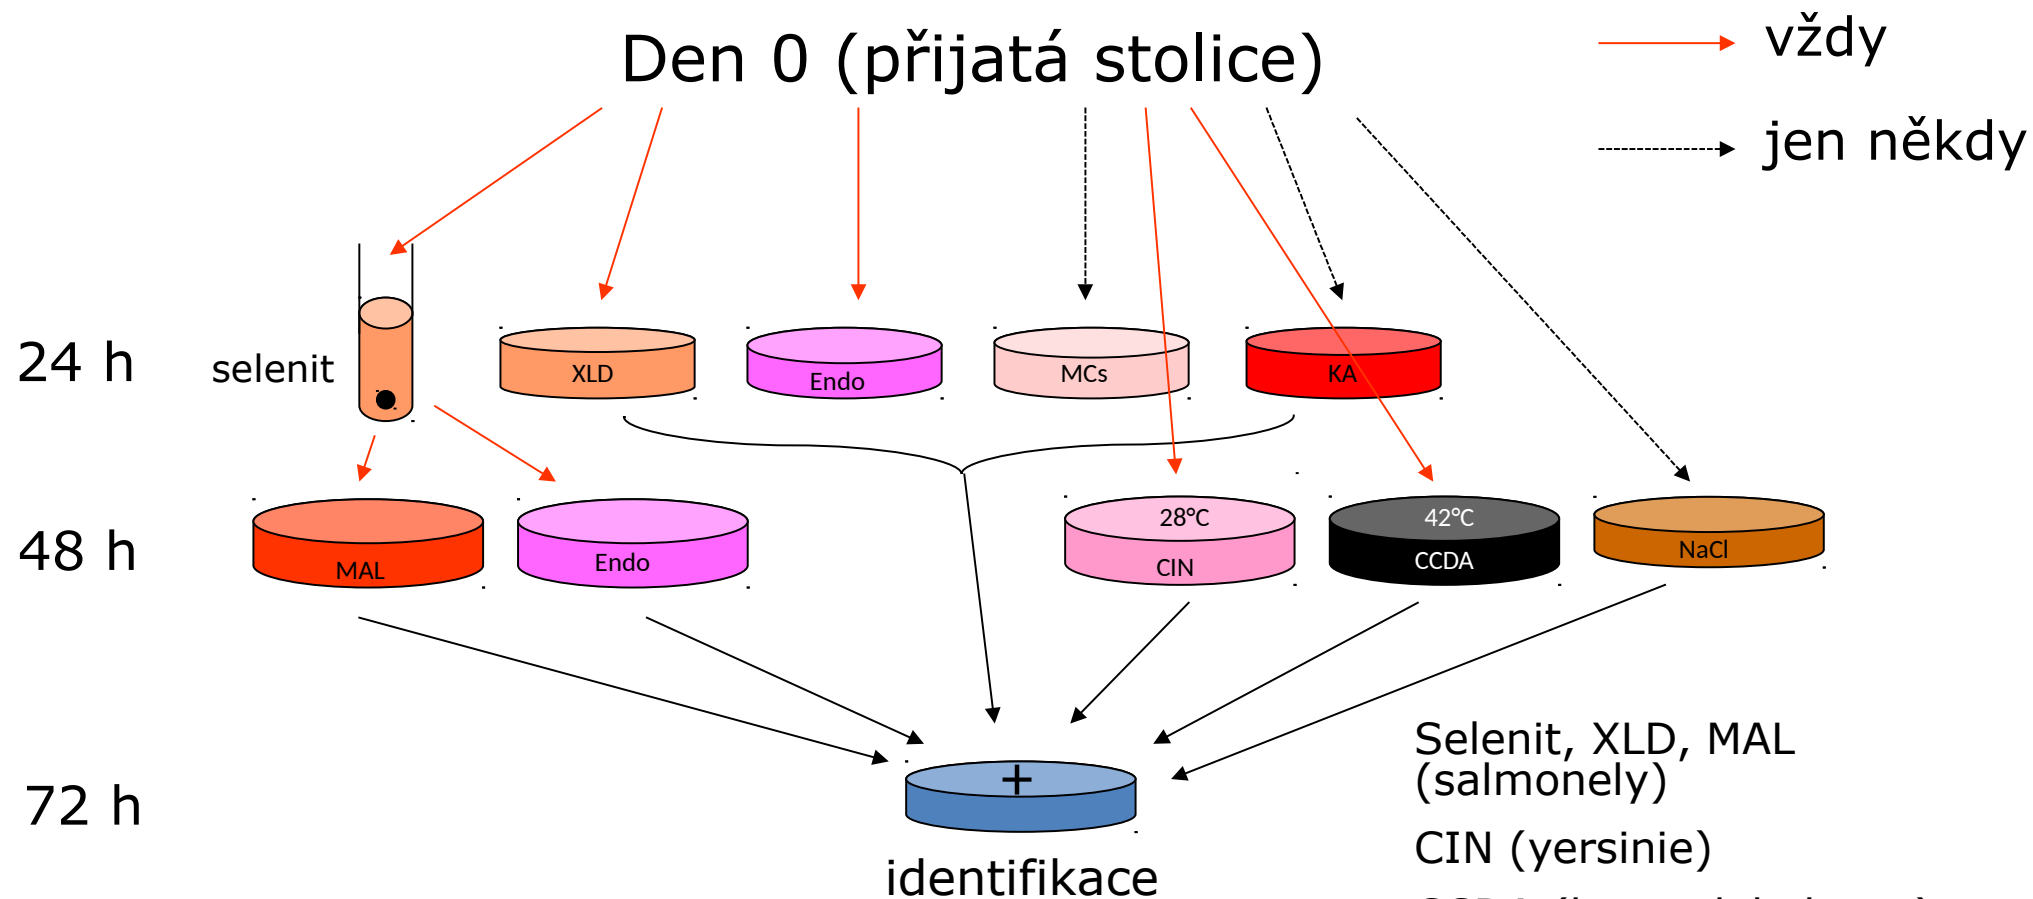 Den 0 (přijatá stolice)
vždy
jen někdy
24 h
selenit
XLD
Endo
MCs
KA
48 h
MAL
Endo
28°C
CIN
42°C
CCDA
NaCl
72 h
+
identifikace
Selenit, XLD, MAL
(salmonely)
CIN (yersinie)